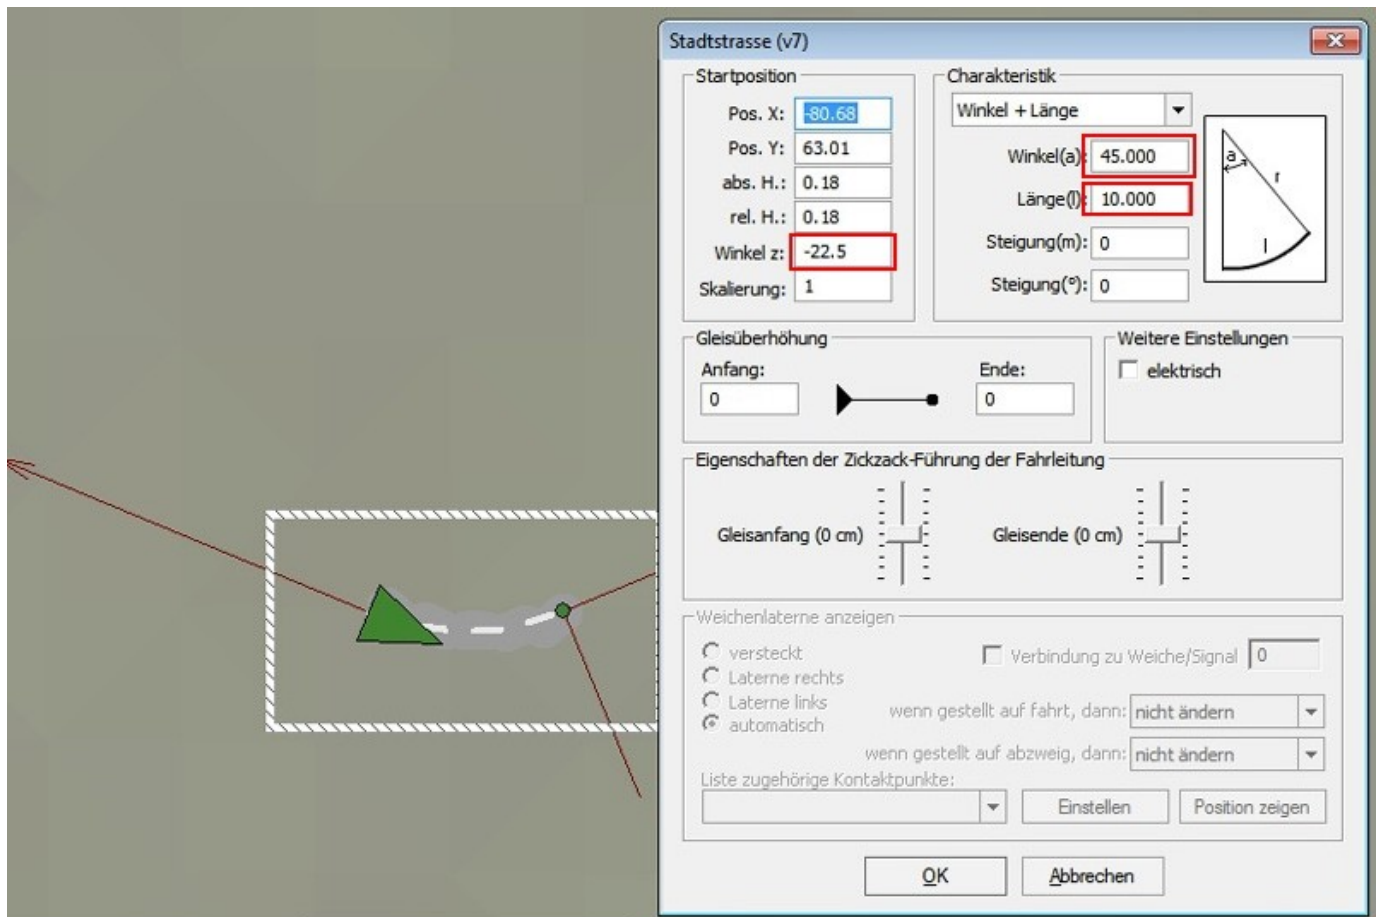 Stadtstrasse (v7)
Startposition
Pos. X: -80.68
Pos. Y: 63.01
abs. H.: 0.18
rel. H.: 0.18
Winkel z: -22.5
Skalierung: 1
Charakteristik
Winkel + Länge
Winkel(a): 45.000
Länge(l): 10.000
Steigung(m): 0
Steigung(°): 0
a
r
l
Gleisüberhöhung
Anfang: Ende:
0 0
Weitere Einstellungen
elektrisch
Eigenschaften der Zickzack-Führung der Fahrleitung
Gleisanfang (0 cm) Gleisende (0 cm)
Weichenlaterne anzeigen
versteckt
Laterne rechts
Laterne links
automatisch
Verbindung zu Weiche/Signal 0
wenn gestellt auf fahrt, dann: nicht ändern
wenn gestellt auf abzweig, dann: nicht ändern
Liste zugehörige Kontaktpunkte:
Einstellen Position zeigen
OK Abbrechen